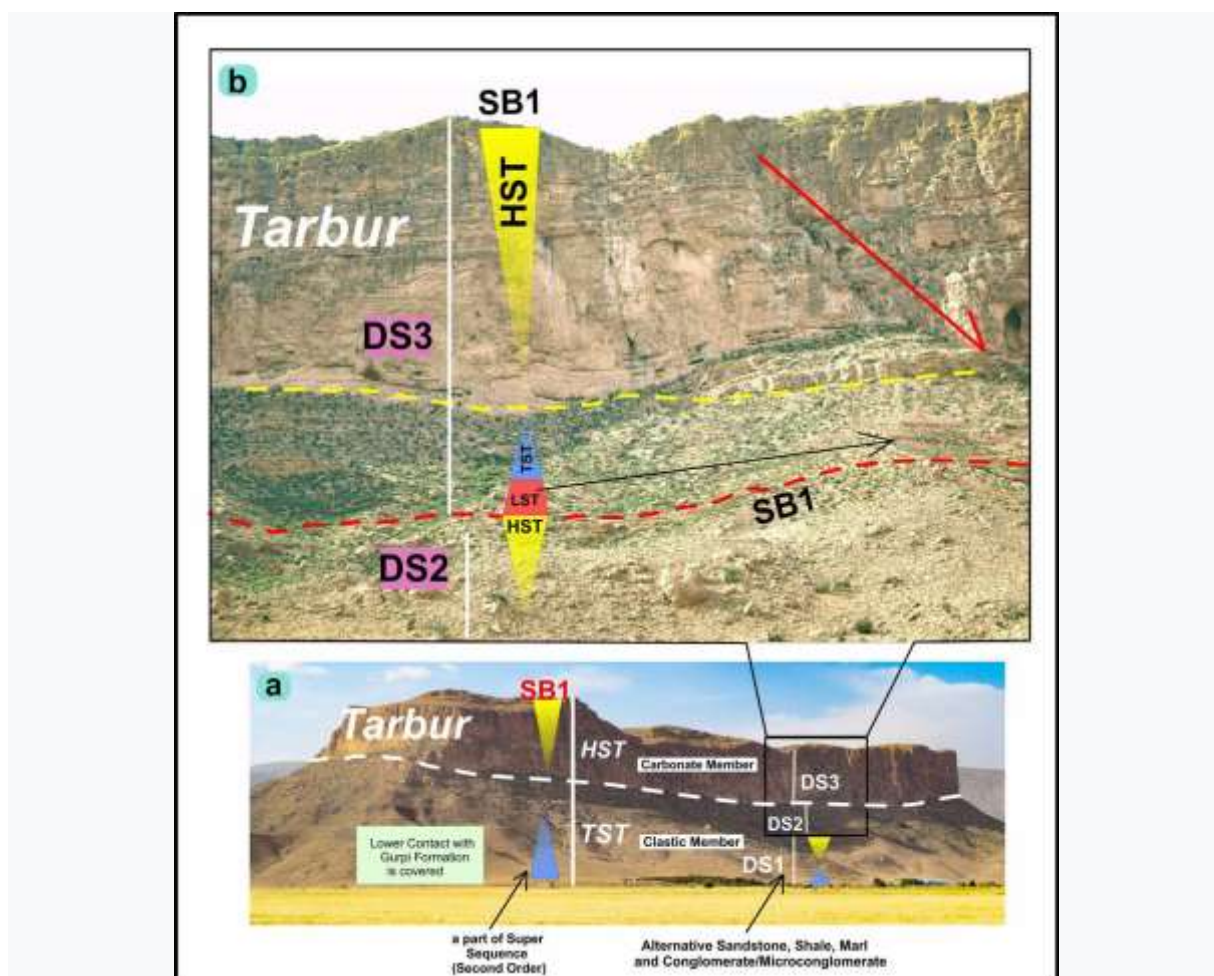 b
SB1
HST
Tarbur
DS3
TST
LST
HST
SB1
DS2
a
SB1
Tarbur
HST
Carbonate Member
DS3
DS2
TST
Clastic Member
Lower Contact with
Gurpi Formation
is covered
DS1
a part of Super
Sequence
(Second Order)
Alternative Sandstone, Shale, Marl
and Conglomerate/Microconglomerate